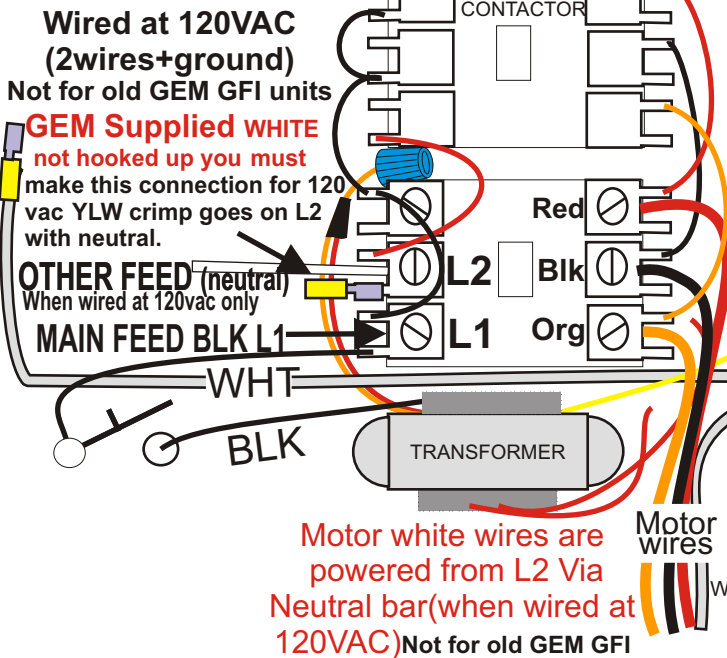 CONTACTOR
Wired at 120VAC
(2wires+ground)
Not for old GEM GFI units
GEM Supplied WHITE
not hooked up you must
make this connection for 120
vac YLW crimp goes on L2
with neutral.
OTHER FEED (neutral)
When wired at 120vac only
MAIN FEED BLK L1
Red
L2
Blk
L1
Org
WHT
BLK
TRANSFORMER
Motor white wires are
powered from L2 Via
Neutral bar(when wired at
120VAC)Not for old GEM GFI
Motor
wires
W